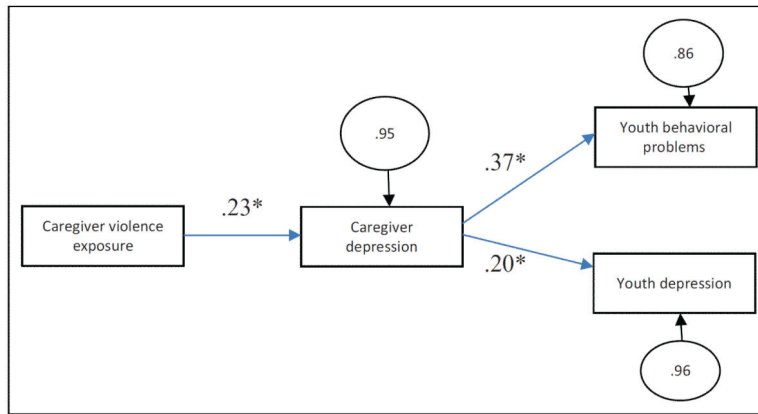 .86
Youth behavioral
problems
.95
.37*
.23*
Caregiver violence
exposure
Caregiver
depression
.20*
Youth depression
.96